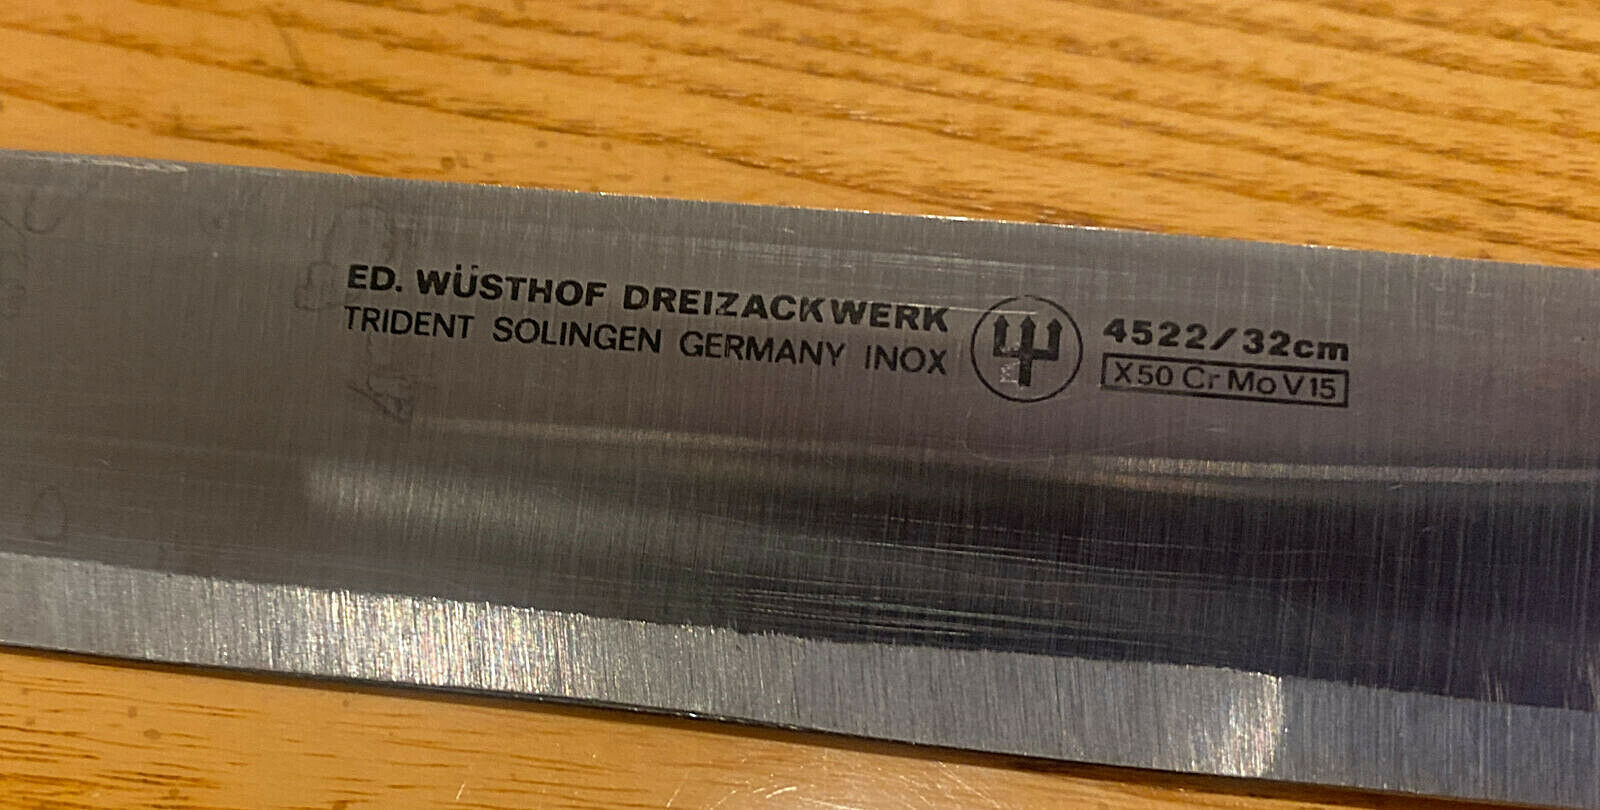 ED. WÜSTHOF DREIZACKWERK
TRIDENT SOLINGEN GERMANY INOX
4522/32cm
X50 Cr Mo V15